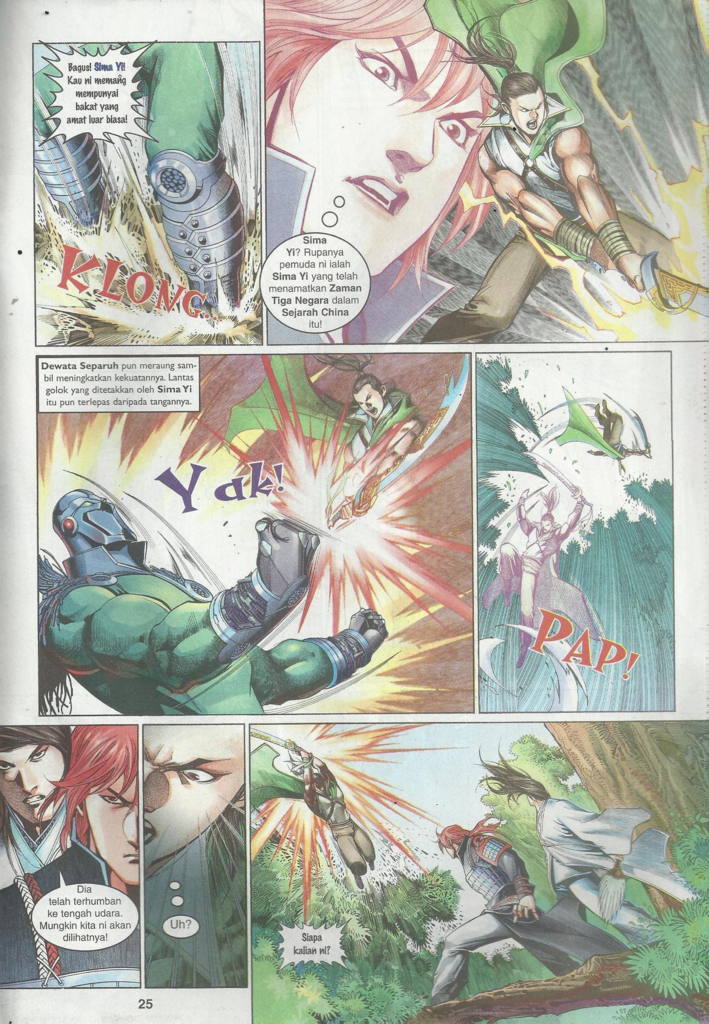 Bagus! Sima Yi!
Kau ni memang
mempunyai
bakat yang
amat luar biasa!
KLONG...
Sima
Yi? Rupanya
pemuda ni ialah
Sima Yi yang telah
menamatkan Zaman
Tiga Negara dalam
Sejarah China
itu!
Dewata Separuh pun meraung sam-
bil meningkatkan kekuatannya. Lantas
golok yang ditetakkan oleh Sima Yi
itu pun terlepas daripada tangannya.
Yak!
PAP!
Dia
telah terhumban
ke tengah udara.
Mungkin kita ni akan
dilihatnya!
Uh?
Siapa
kalian ni?
25